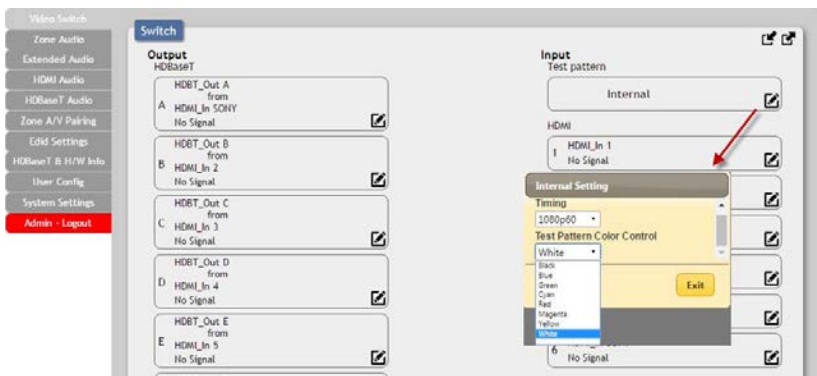 Video Switch
Zone Audio
Extended Audio
HDMI Audio
HDBaseT Audio
Zone A/V Pairing
Edid Settings
HDBaseT & H/W Info
User Config
System Settings
Admin - Logout
Switch
Output
HDBaseT
HDBT_Out A
from
A
HDMI_In SONY
No Signal
HDBT_Out B
from
B
HDMI_In 2
No Signal
HDBT_Out C
from
C
HDMI_In 3
No Signal
HDBT_Out D
from
D
HDMI_In 4
No Signal
HDBT_Out E
from
E
HDMI_In 5
No Signal
Input
Test pattern
Internal
HDMI
1
HDMI_In 1
No Signal
Internal Setting
Timing
1080p60
Test Pattern Color Control
White
Black
Blue
Green
Cyan
Red
Magenta
Yellow
White
Exit
6
No Signal